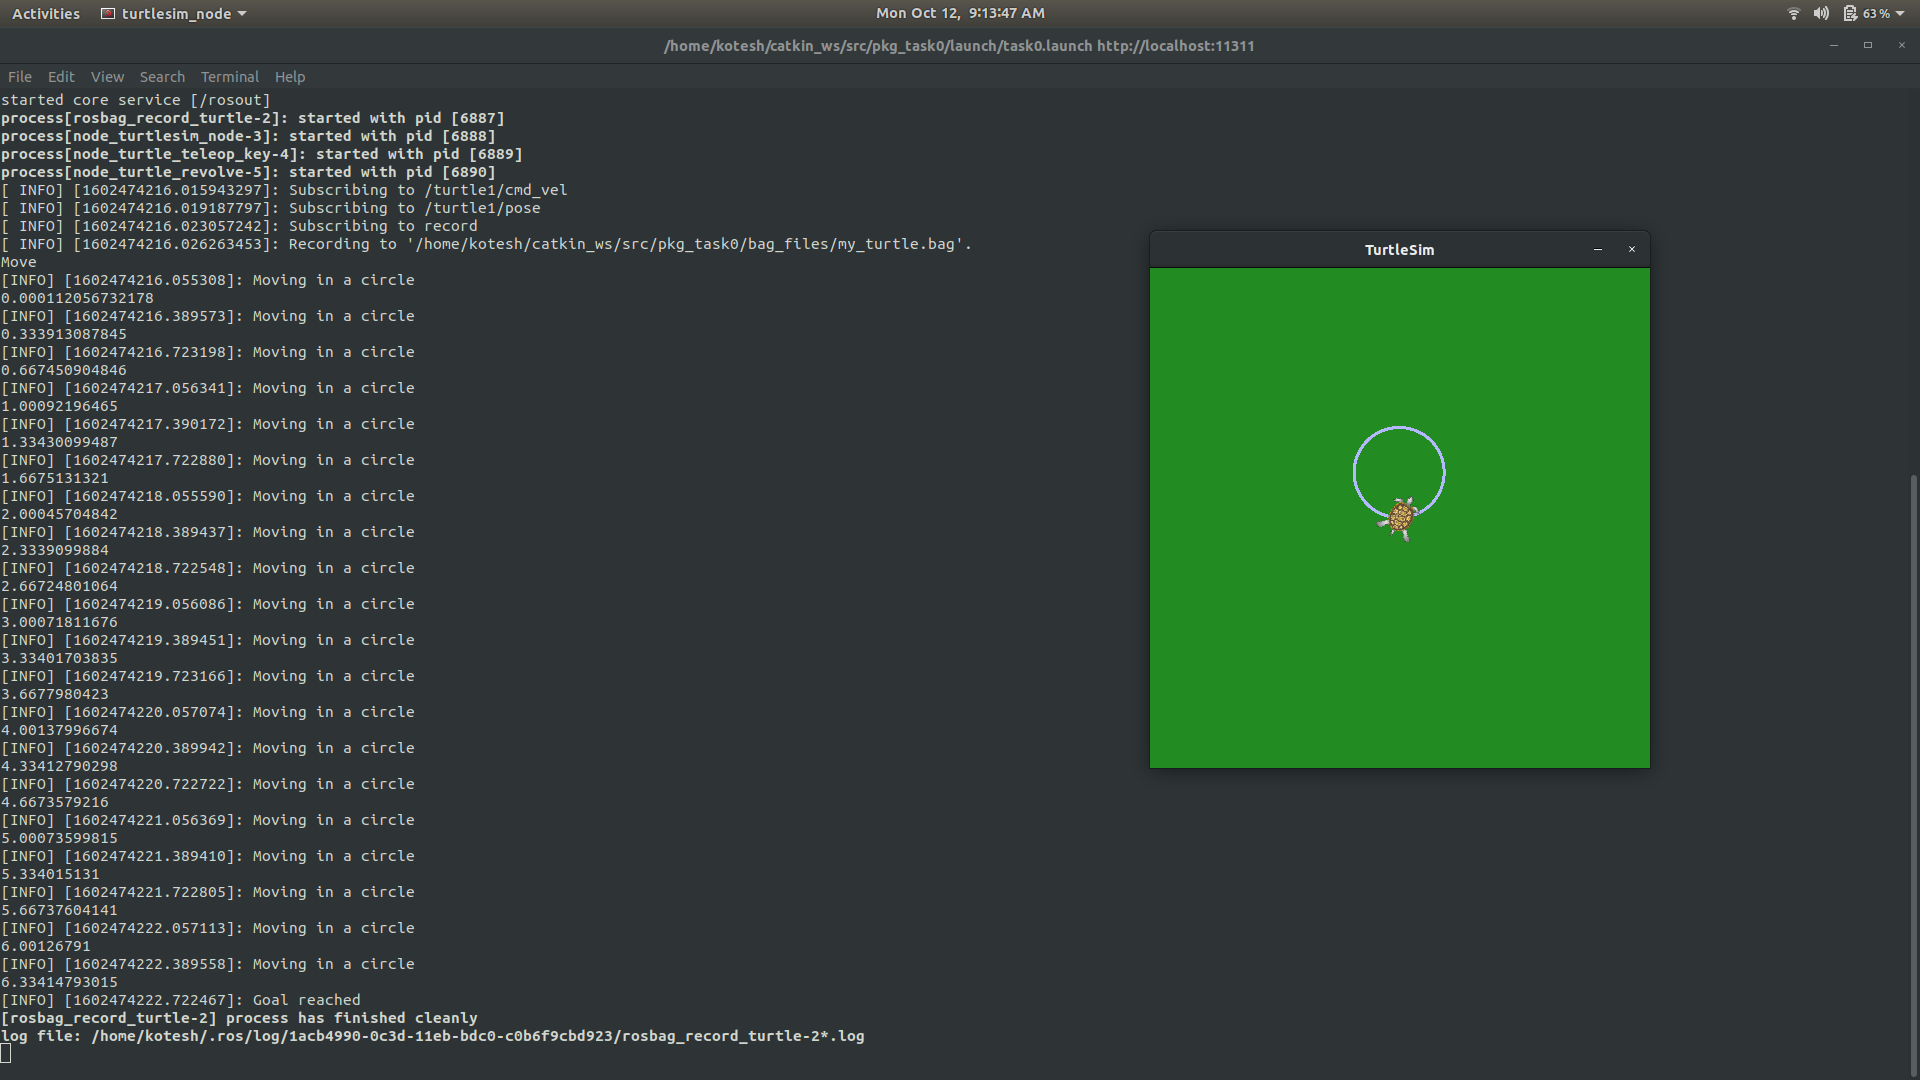 Activities turtlesim_node Mon Oct 12, 9:13:47 AM 63 %
/home/kotesh/catkin_ws/src/pkg_task0/launch/task0.launch http://localhost:11311
File Edit View Search Terminal Help
started core service [/rosout]
process[rosbag_record_turtle-2]: started with pid [6887]
process[node_turtlesim_node-3]: started with pid [6888]
process[node_turtle_teleop_key-4]: started with pid [6889]
process[node_turtle_revolve-5]: started with pid [6890]
[ INFO] [1602474216.015943297]: Subscribing to /turtle1/cmd_vel
[ INFO] [1602474216.019187797]: Subscribing to /turtle1/pose
[ INFO] [1602474216.023057242]: Subscribing to record
[ INFO] [1602474216.026263453]: Recording to '/home/kotesh/catkin_ws/src/pkg_task0/bag_files/my_turtle.bag'.
Move
[INFO] [1602474216.055308]: Moving in a circle
0.000112056732178
[INFO] [1602474216.389573]: Moving in a circle
0.333913087845
[INFO] [1602474216.723198]: Moving in a circle
0.667450904846
[INFO] [1602474217.056341]: Moving in a circle
1.00092196465
[INFO] [1602474217.390172]: Moving in a circle
1.33430099487
[INFO] [1602474217.722880]: Moving in a circle
1.6675131321
[INFO] [1602474218.055590]: Moving in a circle
2.00045704842
[INFO] [1602474218.389437]: Moving in a circle
2.3339099884
[INFO] [1602474218.722548]: Moving in a circle
2.66724801064
[INFO] [1602474219.056086]: Moving in a circle
3.00071811676
[INFO] [1602474219.389451]: Moving in a circle
3.33401703835
[INFO] [1602474219.723166]: Moving in a circle
3.6677980423
[INFO] [1602474220.057074]: Moving in a circle
4.00137996674
[INFO] [1602474220.389942]: Moving in a circle
4.33412790298
[INFO] [1602474220.722722]: Moving in a circle
4.6673579216
[INFO] [1602474221.056369]: Moving in a circle
5.00073599815
[INFO] [1602474221.389410]: Moving in a circle
5.334015131
[INFO] [1602474221.722805]: Moving in a circle
5.66737604141
[INFO] [1602474222.057113]: Moving in a circle
6.00126791
[INFO] [1602474222.389558]: Moving in a circle
6.33414793015
[INFO] [1602474222.722467]: Goal reached
[rosbag_record_turtle-2] process has finished cleanly
log file: /home/kotesh/.ros/log/1acb4990-0c3d-11eb-bdc0-c0b6f9cbd923/rosbag_record_turtle-2*.log
TurtleSim